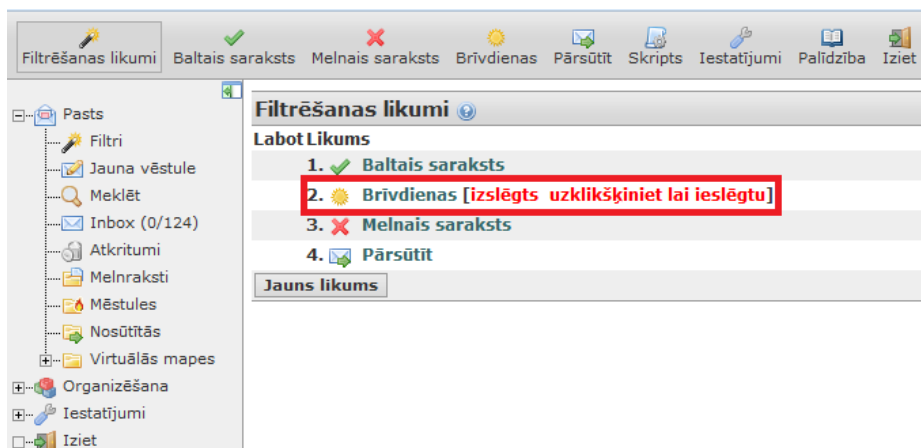 Filtrēšanas likumi Baltais saraksts Melnais saraksts Brīvdienas Pārsūtīt Skripts Iestatījumi Palīdzība Iziet
Pasts
Filtri
Jauna vēstule
Meklēt
Inbox (0/124)
Atkritumi
Melnraksti
Mēstules
Nosūtītās
Virtuālās mapes
Organizēšana
Iestatījumi
Iziet
Filtrēšanas likumi
Labot Likums
1. Baltais saraksts
2. Brīvdienas [izslēgts uzklikšķiniet lai ieslēgtu]
3. Melnais saraksts
4. Pārsūtīt
Jauns likums